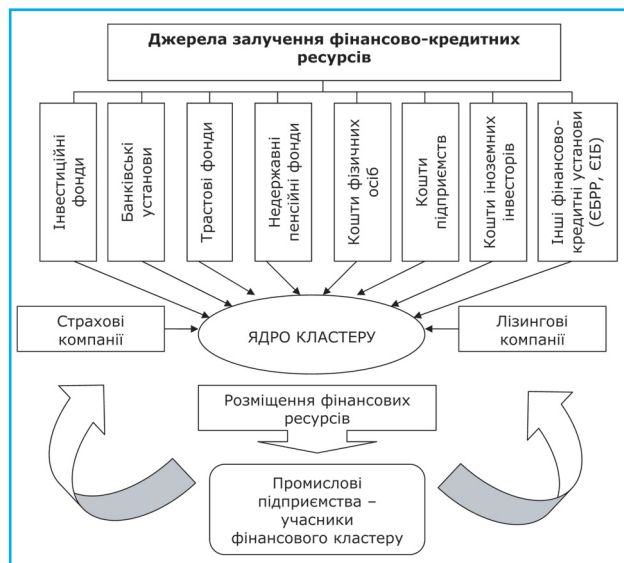 Джерела залучення фінансово-кредитних
ресурсів
Інвестиційні
фонди
Банківські
установи
Трастові фонди
Недержавні
пенсійні фонди
Кошти фізичних
осіб
Кошти
підприємств
Кошти іноземних
інвесторів
Інші фінансово-
кредитні установи
(ЄБРР, ЄІБ)
Страхові
компанії
ЯДРО КЛАСТЕРУ
Лізингові
компанії
Розміщення фінансових
ресурсів
Промислові
підприємства –
учасники
фінансового кластеру